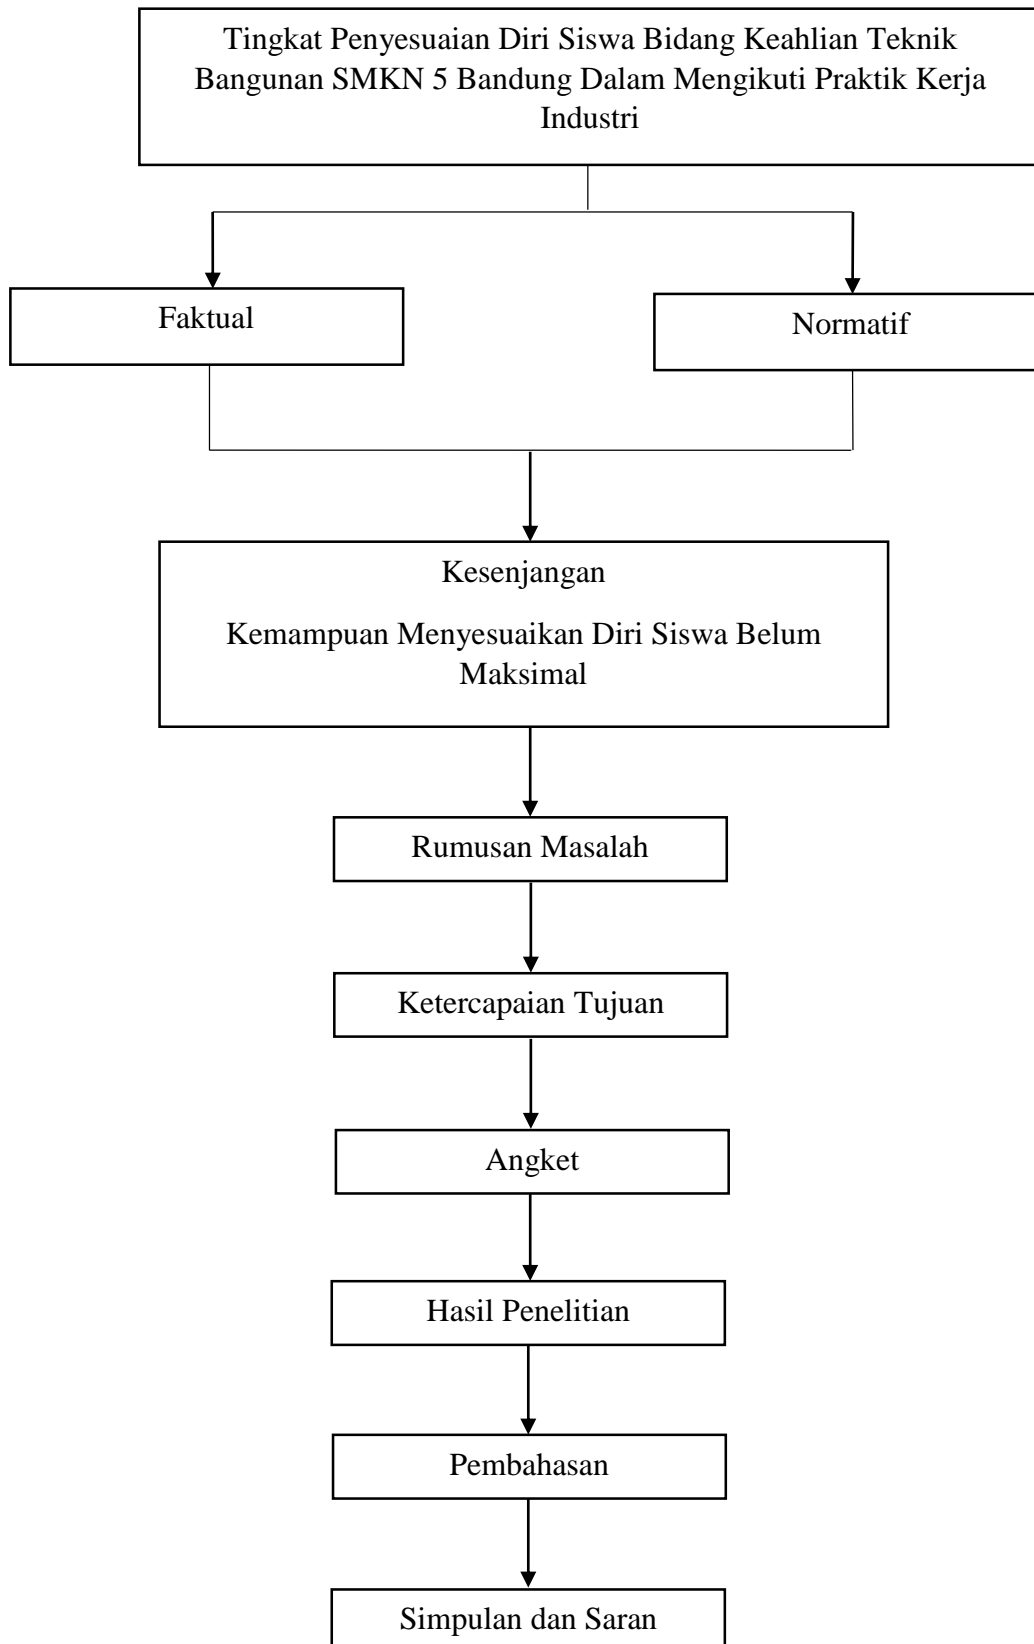 Tingkat Penyesuaian Diri Siswa Bidang Keahlian Teknik
Bangunan SMKN 5 Bandung Dalam Mengikuti Praktik Kerja
Industri
Faktual
Normatif
Kesenjangan
Kemampuan Menyesuaikan Diri Siswa Belum
Maksimal
Rumusan Masalah
Ketercapaian Tujuan
Angket
Hasil Penelitian
Pembahasan
Simpulan dan Saran